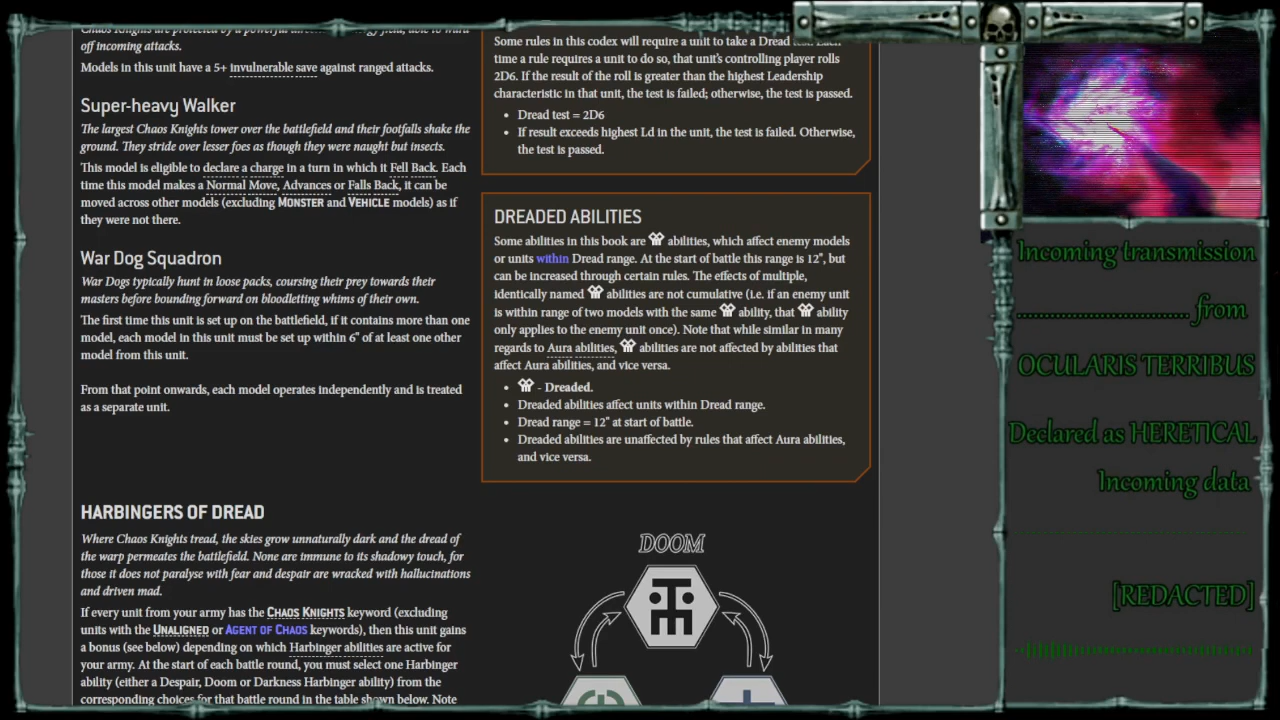 off incoming attacks.
Models in this unit have a 5+ invulnerable save against ranged attacks.
Super-heavy Walker
The largest Chaos Knights tower over the battlefield and their footfalls shake the
ground. They stride over lesser foes as though they were naught but insects.
This model is eligible to declare a charge in a turn in which it Fell Back. Each
time this model makes a Normal Move, Advances or Falls Back, it can be
moved across other models (excluding MONSTER and VEHICLE models) as if
they were not there.
War Dog Squadron
War Dogs typically hunt in loose packs, coursing their prey towards their
masters before bounding forward on bloodletting whims of their own.
The first time this unit is set up on the battlefield, if it contains more than one
model, each model in this unit must be set up within 6" of at least one other
model from this unit.
From that point onwards, each model operates independently and is treated
as a separate unit.
HARBINGERS OF DREAD
Where Chaos Knights tread, the skies grow unnaturally dark and the dread of
the warp permeates the battlefield. None are immune to its shadowy touch, for
those it does not paralyse with fear and despair are wracked with hallucinations
and driven mad.
If every unit from your army has the CHAOS KNIGHTS keyword (excluding
units with the UNALIGNED or AGENT OF CHAOS keywords), then this unit gains
a bonus (see below) depending on which Harbinger abilities are active for
your army. At the start of each battle round, you must select one Harbinger
ability (either a Despair, Doom or Darkness Harbinger ability) from the
corresponding choices for that battle round in the table shown below. Note
Some rules in this codex will require a unit to take a Dread test. Each
time a rule requires a unit to do so, that unit's controlling player rolls
2D6. If the result of the roll is greater than the highest Leadership
characteristic in that unit, the test is failed; otherwise, the test is passed.
• Dread test = 2D6
• If result exceeds highest Ld in the unit, the test is failed. Otherwise,
the test is passed.
DREADED ABILITIES
Some abilities in this book are abilities, which affect enemy models
or units within Dread range. At the start of battle this range is 12", but
can be increased through certain rules. The effects of multiple,
identically named abilities are not cumulative (i.e. if an enemy unit
is within range of two models with the same ability, that ability
only applies to the enemy unit once). Note that while similar in many
regards to Aura abilities, abilities are not affected by abilities that
affect Aura abilities, and vice versa.
• - Dreaded.
• Dreaded abilities affect units within Dread range.
• Dread range = 12" at start of battle.
• Dreaded abilities are unaffected by rules that affect Aura abilities,
and vice versa.
DOOM
Incoming transmission
............................... from
OCULARIS TERRIBUS
Declared as HERETICAL
Incoming data
[REDACTED]